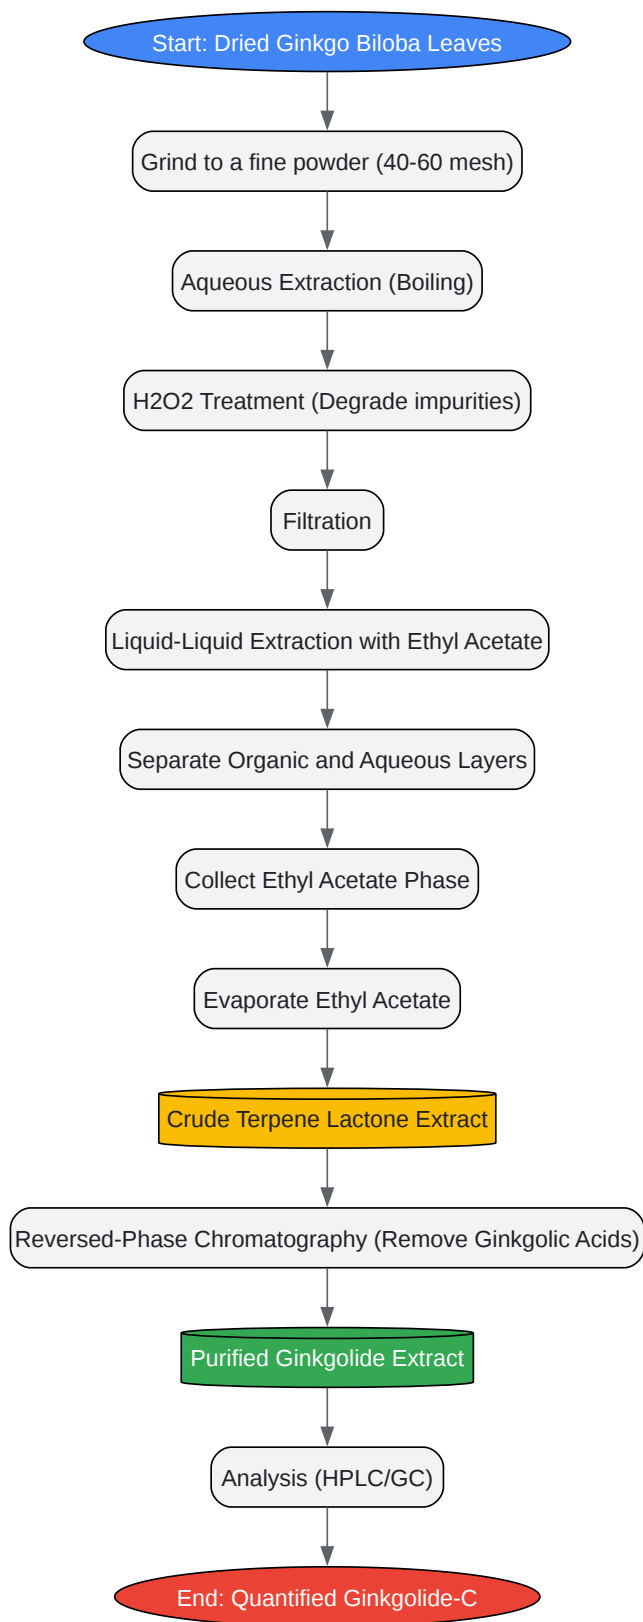 Start: Dried Ginkgo Biloba Leaves
Grind to a fine powder (40-60 mesh)
Aqueous Extraction (Boiling)
H2O2 Treatment (Degrade impurities)
Filtration
Liquid-Liquid Extraction with Ethyl Acetate
Separate Organic and Aqueous Layers
Collect Ethyl Acetate Phase
Evaporate Ethyl Acetate
Crude Terpene Lactone Extract
Reversed-Phase Chromatography (Remove Ginkgolic Acids)
Purified Ginkgolide Extract
Analysis (HPLC/GC)
End: Quantified Ginkgolide-C